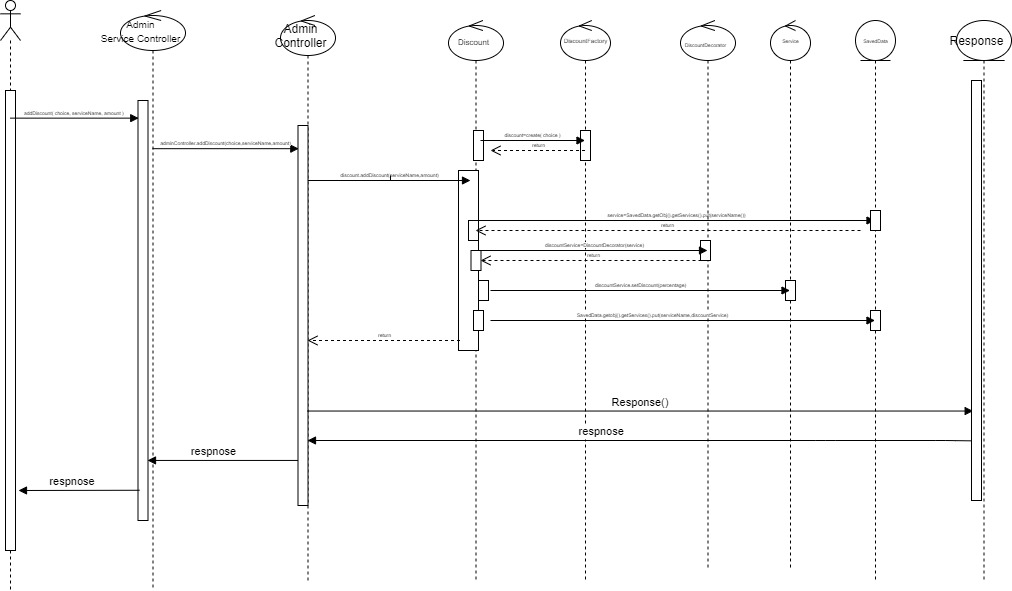 Admin
Service Controller
Admin
Controller
Discount
DiscountFactory
DiscountDecorator
Service
SavedData
Response
addDiscount( choice, serviceName, amount )
adminController.addDiscount(choice,serviceName,amount)
discount=create( choice )
return
discount.addDiscount(serviceName,amount)
service=SavedData.getObj().getServices().put(serviceName())
return
discountService=DiscountDecorator(service)
return
discountService.setDiscount(percentage)
SavedData.getobj().getServices().put(serviceName,discountService)
return
Response()
respnose
respnose
respnose